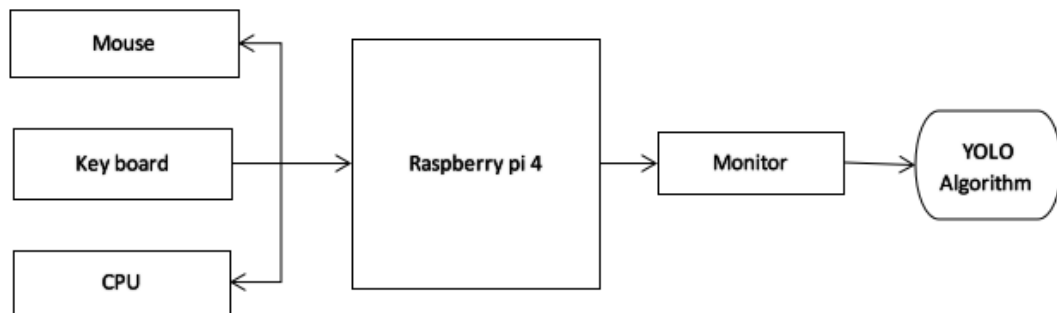 Mouse
Key board
CPU
Raspberry pi 4
Monitor
YOLO
Algorithm